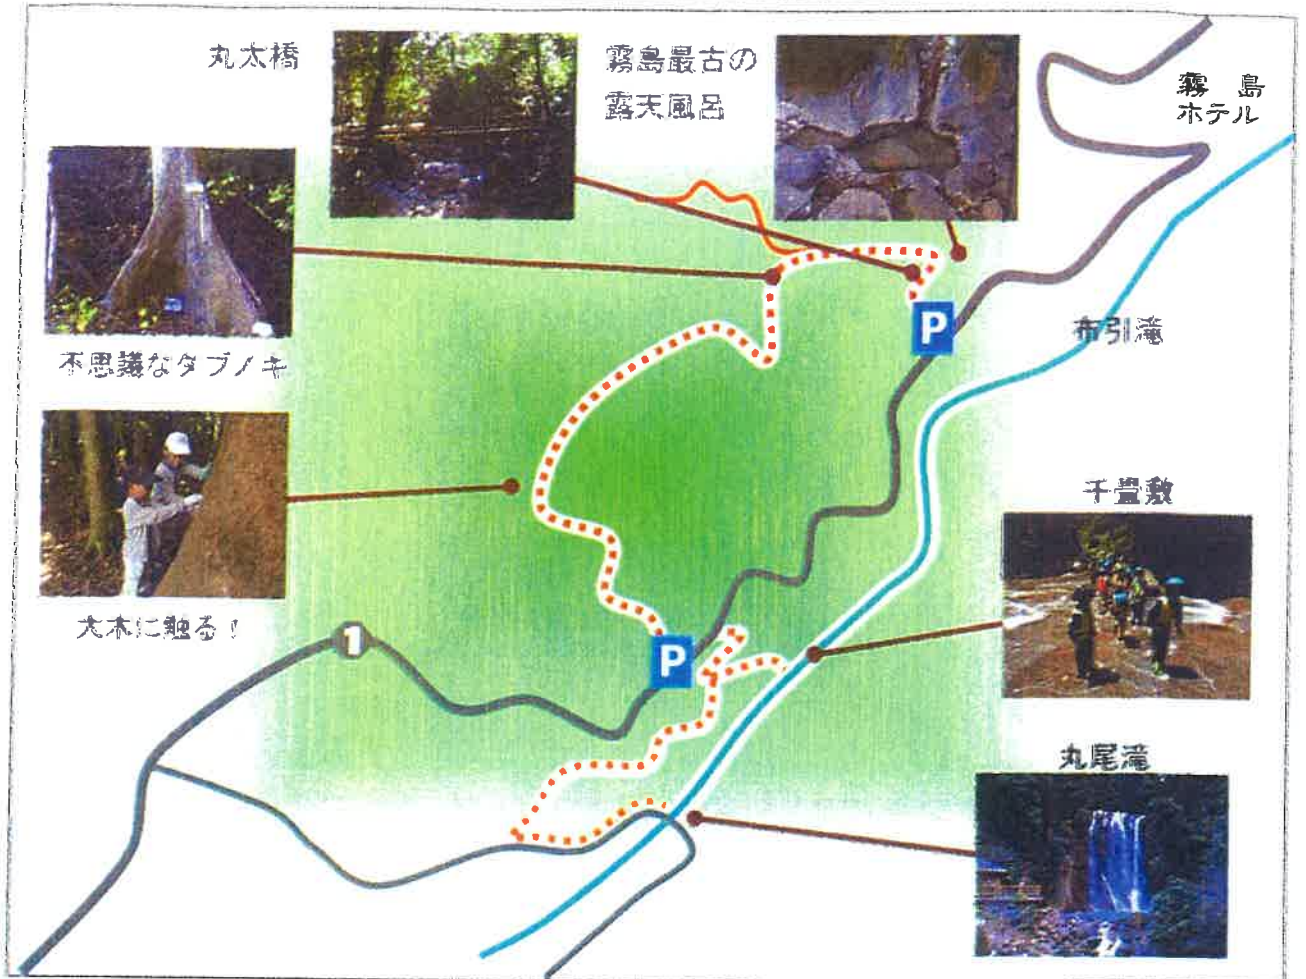 丸太橋
霧島最古の
露天風呂
霧島
ホテル
不思議なタブノキ
P
布引滝
大木に触る！
千畳敷
1
P
丸尾滝